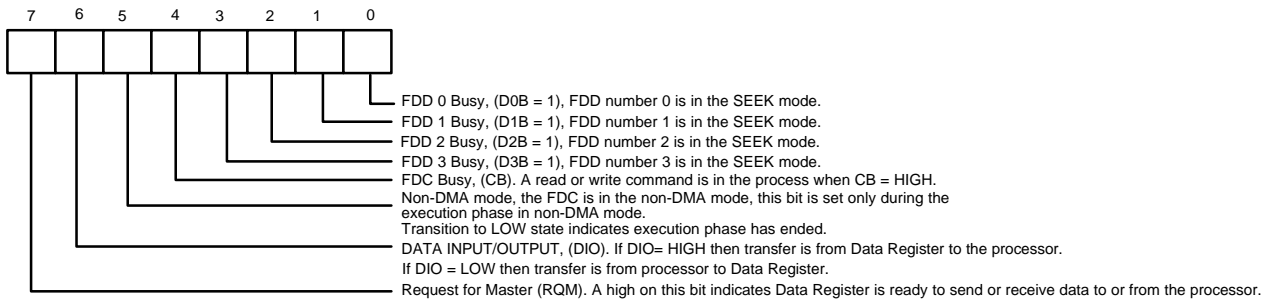 7 6 5 4 3 2 1 0
FDD 0 Busy, (D0B = 1), FDD number 0 is in the SEEK mode.
FDD 1 Busy, (D1B = 1), FDD number 1 is in the SEEK mode.
FDD 2 Busy, (D2B = 1), FDD number 2 is in the SEEK mode.
FDD 3 Busy, (D3B = 1), FDD number 3 is in the SEEK mode.
FDC Busy, (CB). A read or write command is in the process when CB = HIGH.
Non-DMA mode, the FDC is in the non-DMA mode, this bit is set only during the
execution phase in non-DMA mode.
Transition to LOW state indicates execution phase has ended.
DATA INPUT/OUTPUT, (DIO). If DIO= HIGH then transfer is from Data Register to the processor.
If DIO = LOW then transfer is from processor to Data Register.
Request for Master (RQM). A high on this bit indicates Data Register is ready to send or receive data to or from the processor.